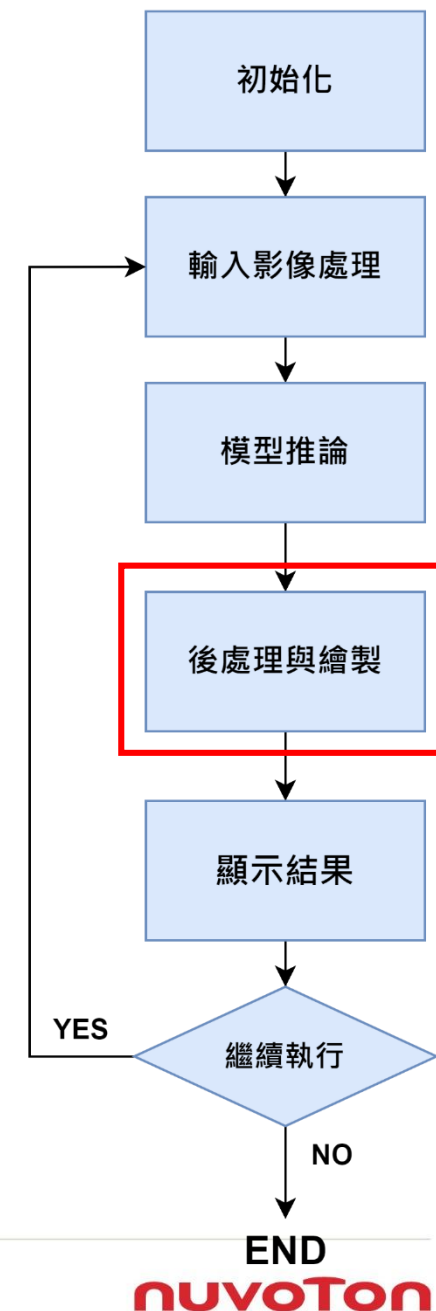 初始化
輸入影像處理
模型推論
後處理與繪製
顯示結果
YES
繼續執行
NO
END
nuvoton